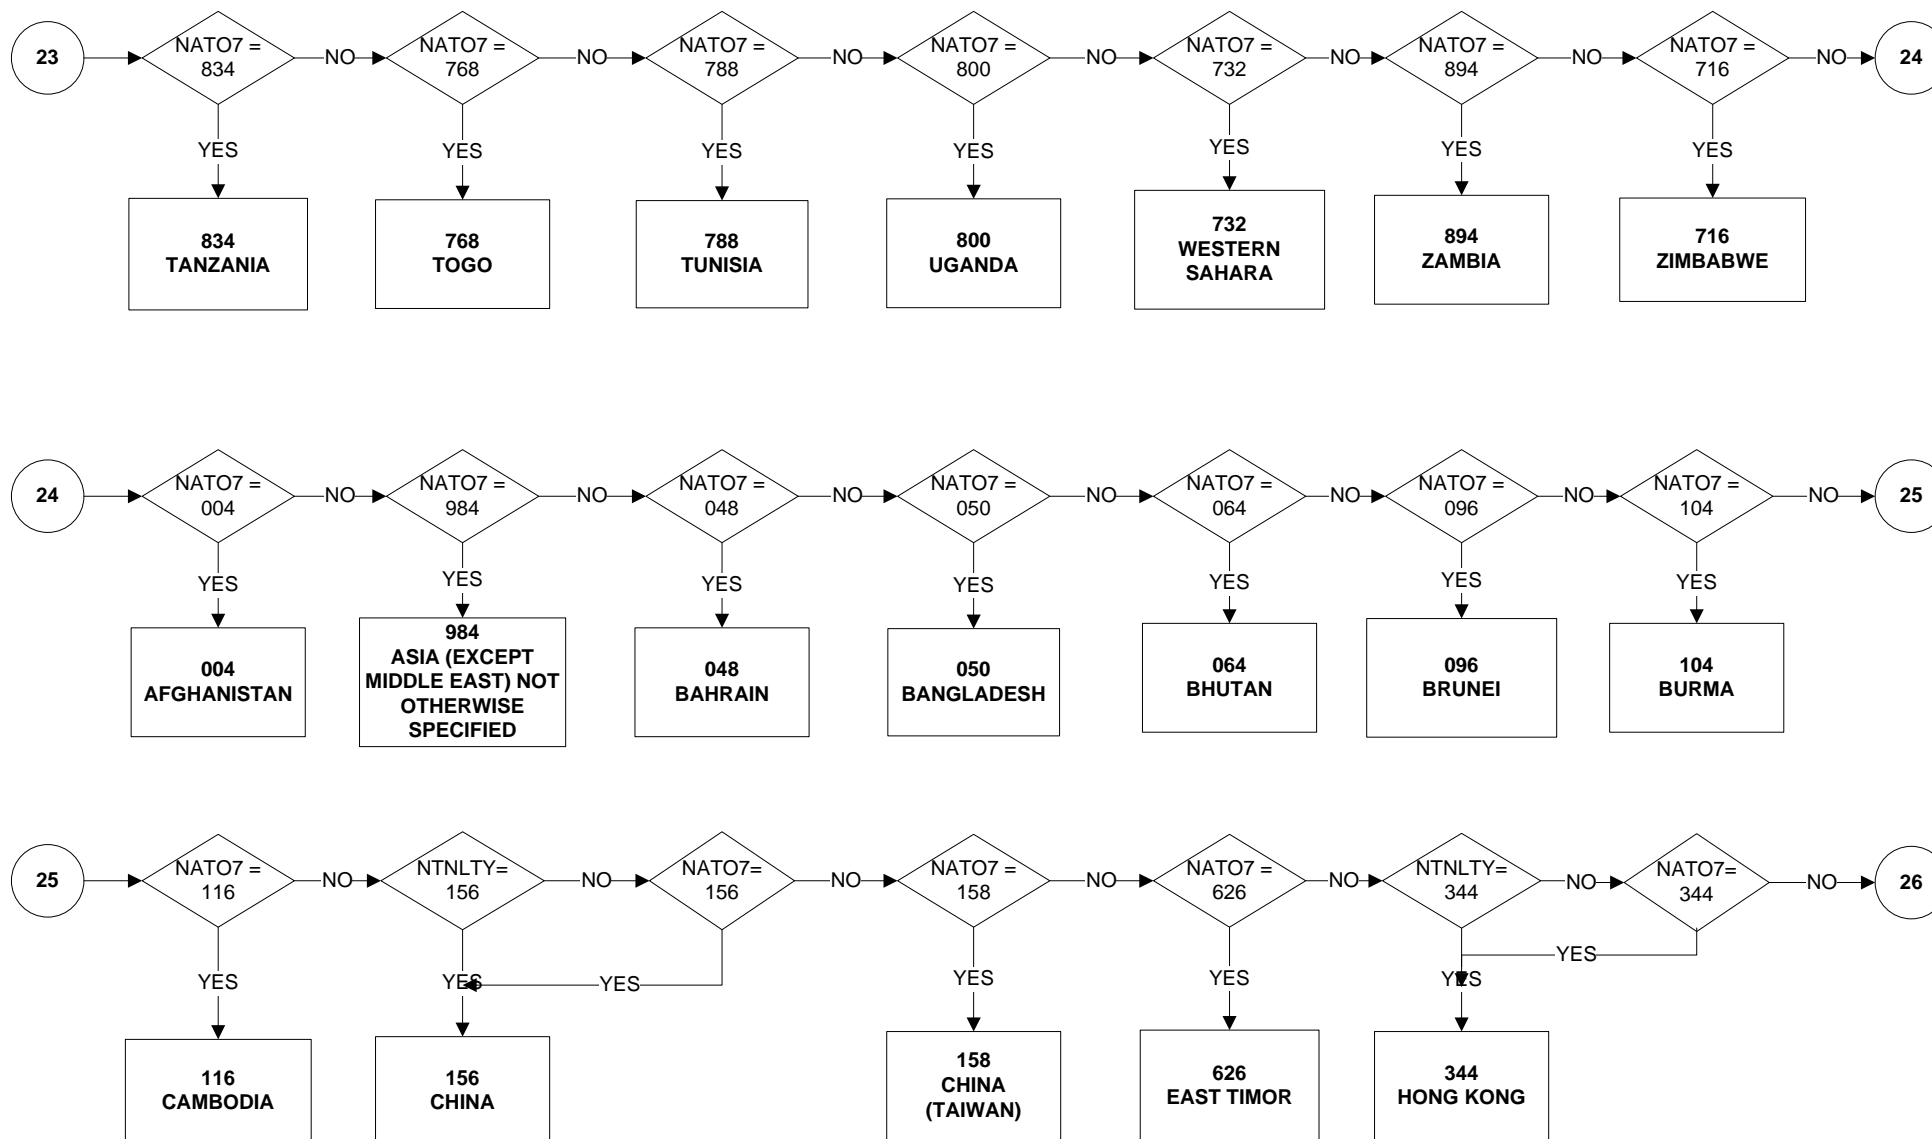 23
NATO7 =
834
NO
NATO7 =
768
NO
NATO7 =
788
NO
NATO7 =
800
NO
NATO7 =
732
NO
NATO7 =
894
NO
NATO7 =
716
NO
24
YES
YES
YES
YES
YES
YES
YES
834
TANZANIA
768
TOGO
788
TUNISIA
800
UGANDA
732
WESTERN
SAHARA
894
ZAMBIA
716
ZIMBABWE
24
NATO7 =
004
NO
NATO7 =
984
NO
NATO7 =
048
NO
NATO7 =
050
NO
NATO7 =
064
NO
NATO7 =
096
NO
NATO7 =
104
NO
25
YES
YES
YES
YES
YES
YES
YES
004
AFGHANISTAN
984
ASIA (EXCEPT
MIDDLE EAST) NOT
OTHERWISE
SPECIFIED
048
BAHRAIN
050
BANGLADESH
064
BHUTAN
096
BRUNEI
104
BURMA
25
NATO7 =
116
NO
NTNLTY=
156
NO
NATO7=
156
NO
NATO7 =
158
NO
NATO7 =
626
NO
NTNLTY=
344
NO
NATO7=
344
NO
26
YES
YES
YES
YES
YES
YES
YES
116
CAMBODIA
156
CHINA
158
CHINA
(TAIWAN)
626
EAST TIMOR
344
HONG KONG